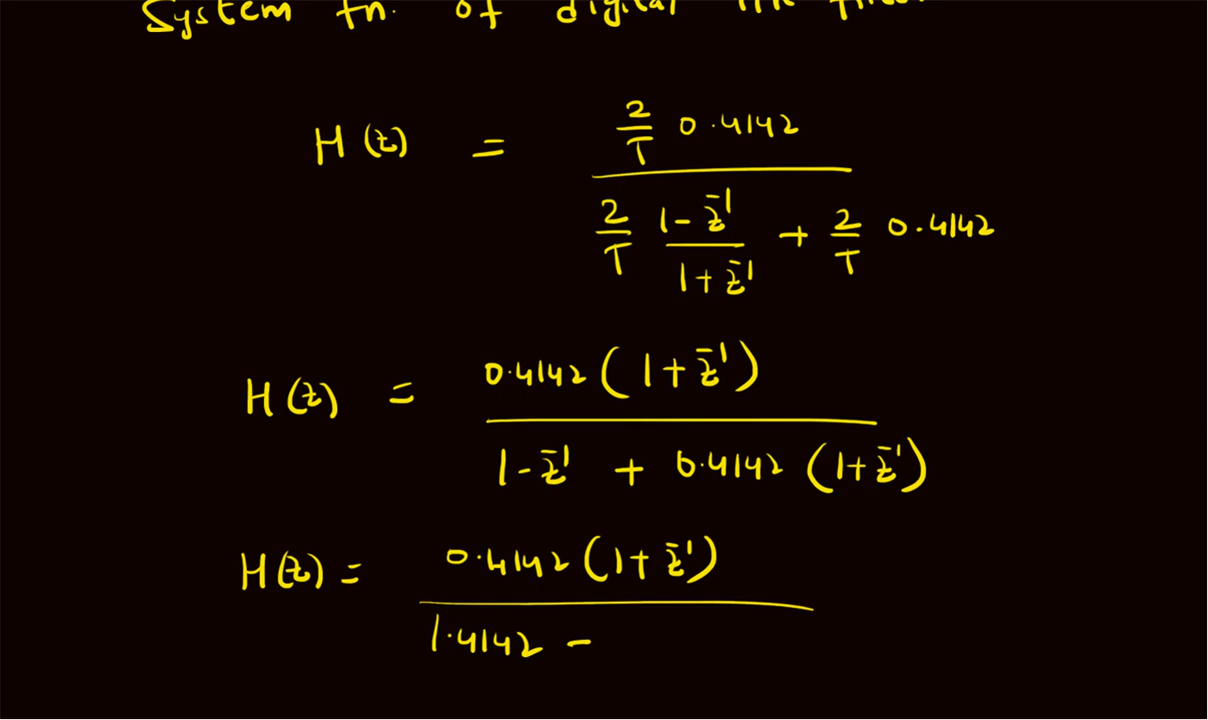 System fn. of digital IIR filter
H(z) = (2/T 0.4142) / (2/T (1-z⁻¹)/(1+z⁻¹) + 2/T 0.4142)
H(z) = 0.4142 (1+z⁻¹) / (1-z⁻¹ + 0.4142 (1+z⁻¹))
H(z) = 0.4142 (1+z⁻¹) / (1.4142 -